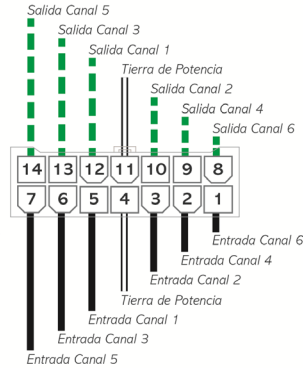 Salida Canal 5
Salida Canal 3
Salida Canal 1
Tierra de Potencia
Salida Canal 2
Salida Canal 4
Salida Canal 6
14 13 12 11 10 9 8
7 6 5 4 3 2 1
Entrada Canal 6
Entrada Canal 4
Entrada Canal 2
Tierra de Potencia
Entrada Canal 1
Entrada Canal 3
Entrada Canal 5